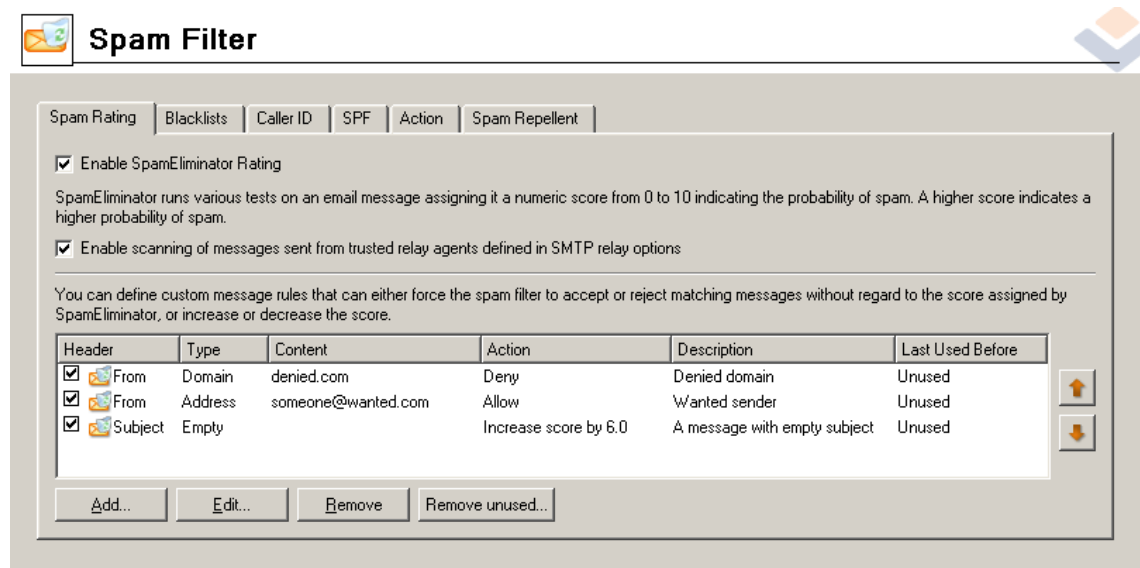 Spam Filter
Spam Rating Blacklists Caller ID SPF Action Spam Repellent
Enable SpamEliminator Rating
SpamEliminator runs various tests on an email message assigning it a numeric score from 0 to 10 indicating the probability of spam. A higher score indicates a
higher probability of spam.
Enable scanning of messages sent from trusted relay agents defined in SMTP relay options
You can define custom message rules that can either force the spam filter to accept or reject matching messages without regard to the score assigned by
SpamEliminator, or increase or decrease the score.
Header Type Content Action Description Last Used Before
From Domain denied.com Deny Denied domain Unused
From Address someone@wanted.com Allow Wanted sender Unused
Subject Empty Increase score by 6.0 A message with empty subject Unused
Add... Edit... Remove Remove unused...